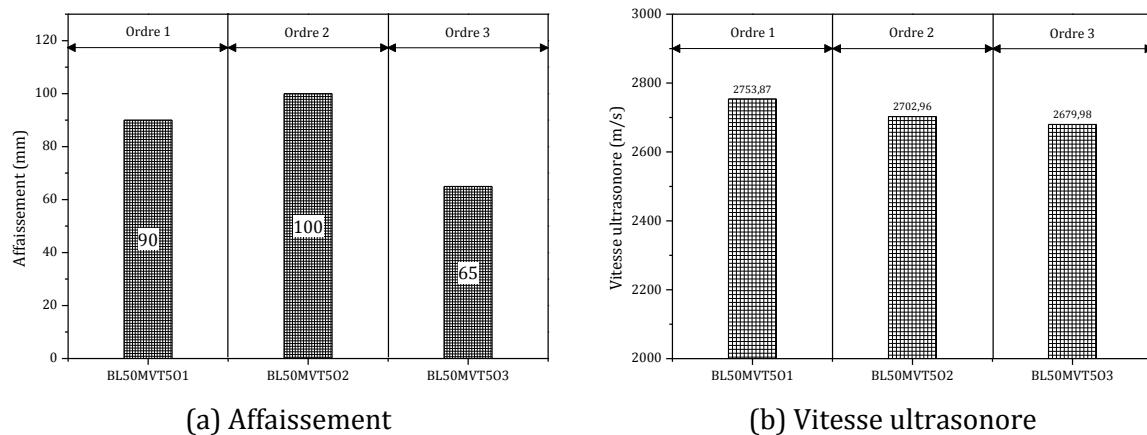 Ordre 1
Ordre 2
Ordre 3
120
100
80
60
40
20
0
Affaissement (mm)
90
100
65
BL50MVT5O1
BL50MVT5O2
BL50MVT5O3
(a) Affaissement
Ordre 1
Ordre 2
Ordre 3
3000
2800
2600
2400
2200
2000
Vitesse ultrasonore (m/s)
2753,87
2702,96
2679,98
BL50MVT5O1
BL50MVT5O2
BL50MVT5O3
(b) Vitesse ultrasonore